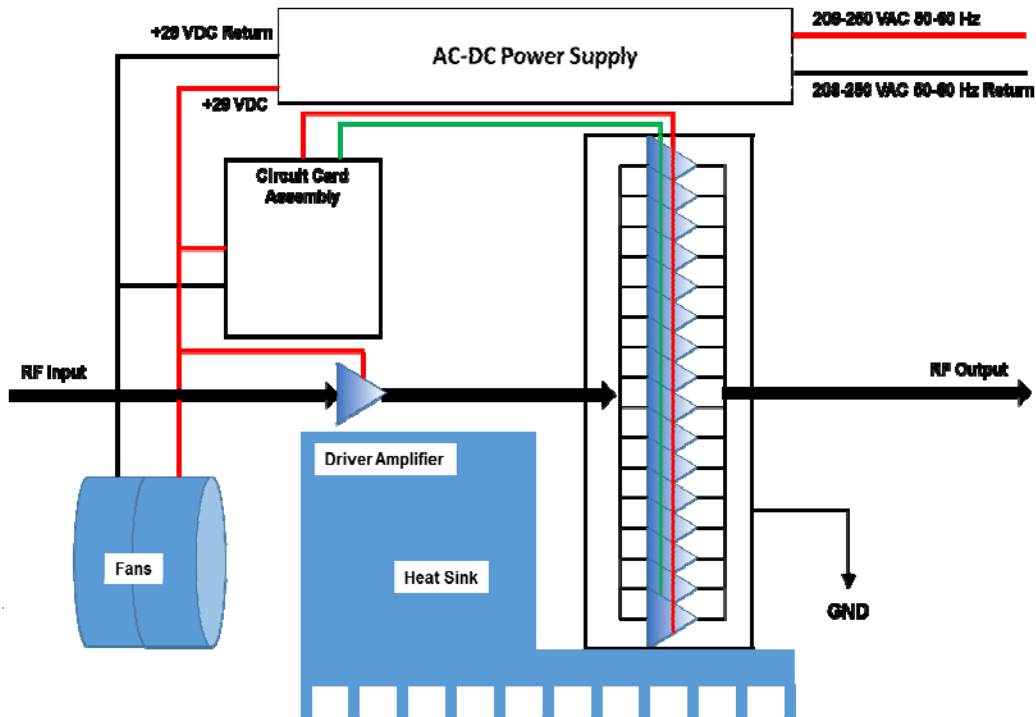 +28 VDC Return
208-250 VAC 50-60 Hz
AC-DC Power Supply
+28 VDC
208-250 VAC 50-60 Hz Return
Circuit Card
Assembly
RF Input
RF Output
Driver Amplifier
Fans
Heat Sink
GND